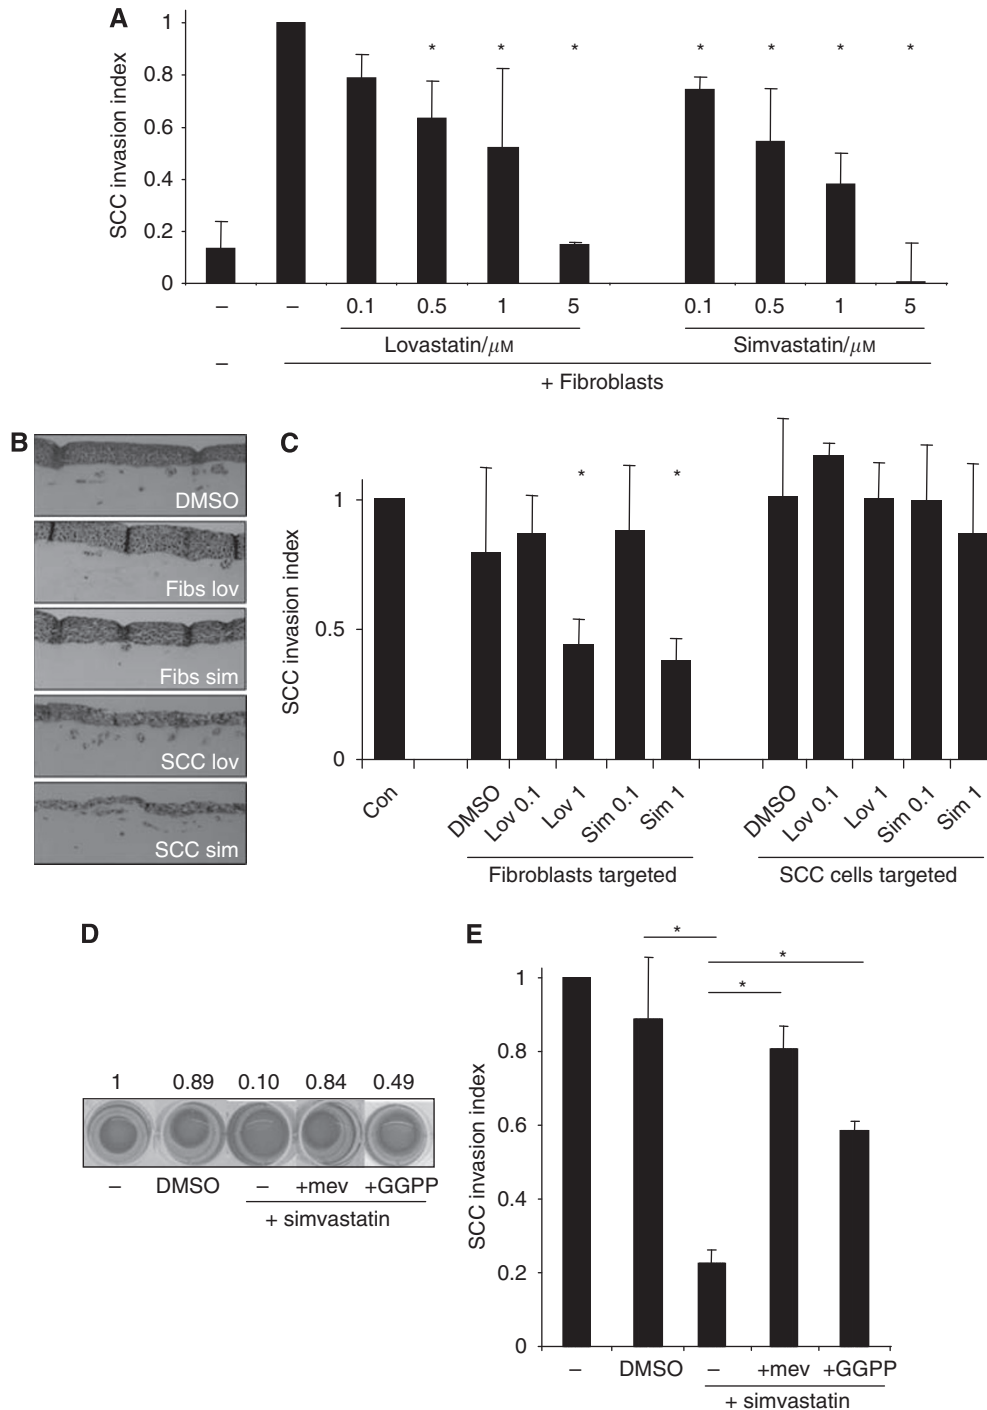 A
SCC invasion index
1
0.8
0.6
0.4
0.2
0
* * * * * * *
– – 0.1 0.5 1 5 0.1 0.5 1 5
Lovastatin/μM Simvastatin/μM
–
+ Fibroblasts
B
DMSO
Fibs lov
Fibs sim
SCC lov
SCC sim
C
SCC invasion index
1
0.5
0
* *
Con DMSO Lov 0.1 Lov 1 Sim 0.1 Sim 1 DMSO Lov 0.1 Lov 1 Sim 0.1 Sim 1
Fibroblasts targeted SCC cells targeted
D
1 0.89 0.10 0.84 0.49
– DMSO – +mev +GGPP
+ simvastatin
E
SCC invasion index
1
0.8
0.6
0.4
0.2
0
*
*
*
– DMSO – +mev +GGPP
+ simvastatin